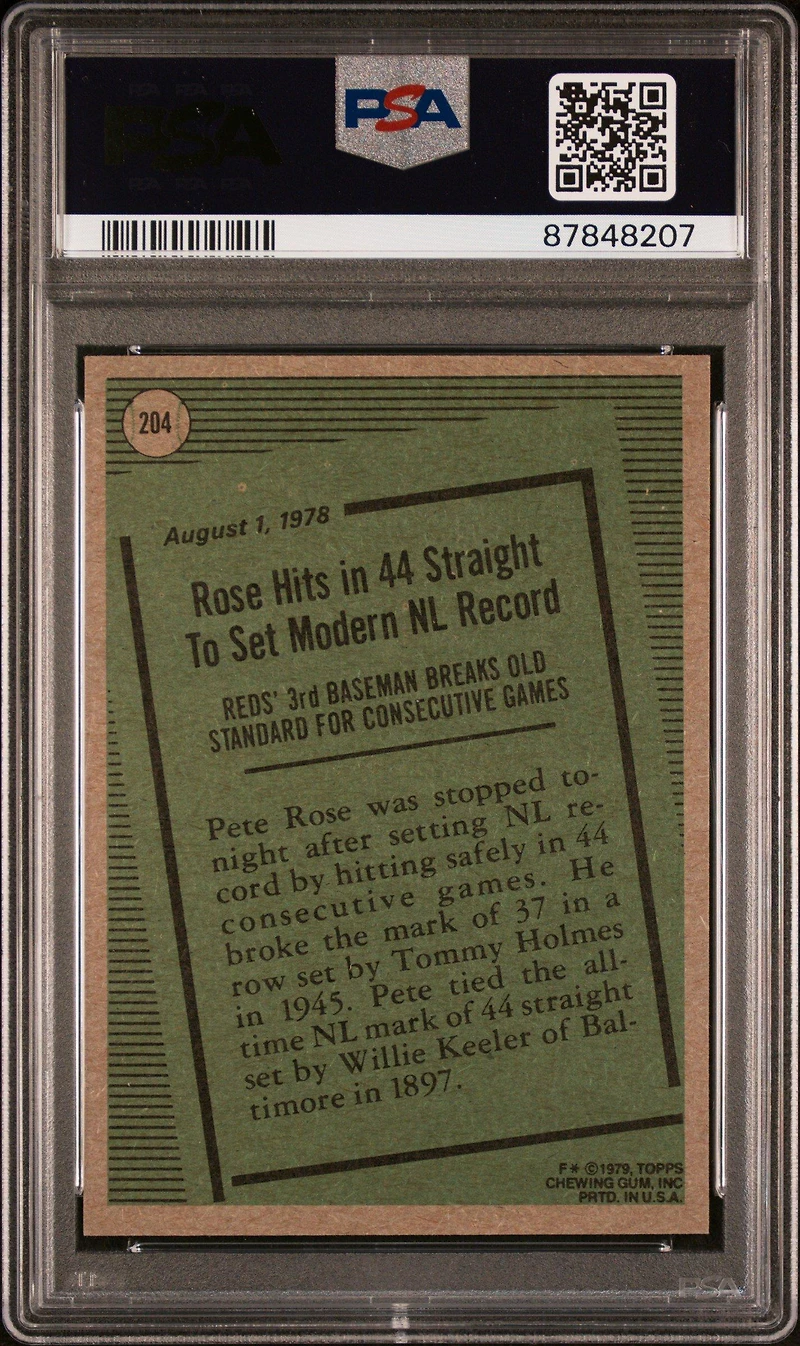 PSA
PSA
87848207
204
August 1, 1978
Rose Hits in 44 Straight
To Set Modern NL Record
REDS' 3rd BASEMAN BREAKS OLD
STANDARD FOR CONSECUTIVE GAMES
Pete Rose was stopped to-
night after setting NL re-
cord by hitting safely in 44
consecutive games. He
broke the mark of 37 in a
row set by Tommy Holmes
in 1945. Pete tied the all-
time NL mark of 44 straight
set by Willie Keeler of Bal-
timore in 1897.
F* ©1979, TOPPS
CHEWING GUM, INC
PRTD. IN U.S.A.
PSA